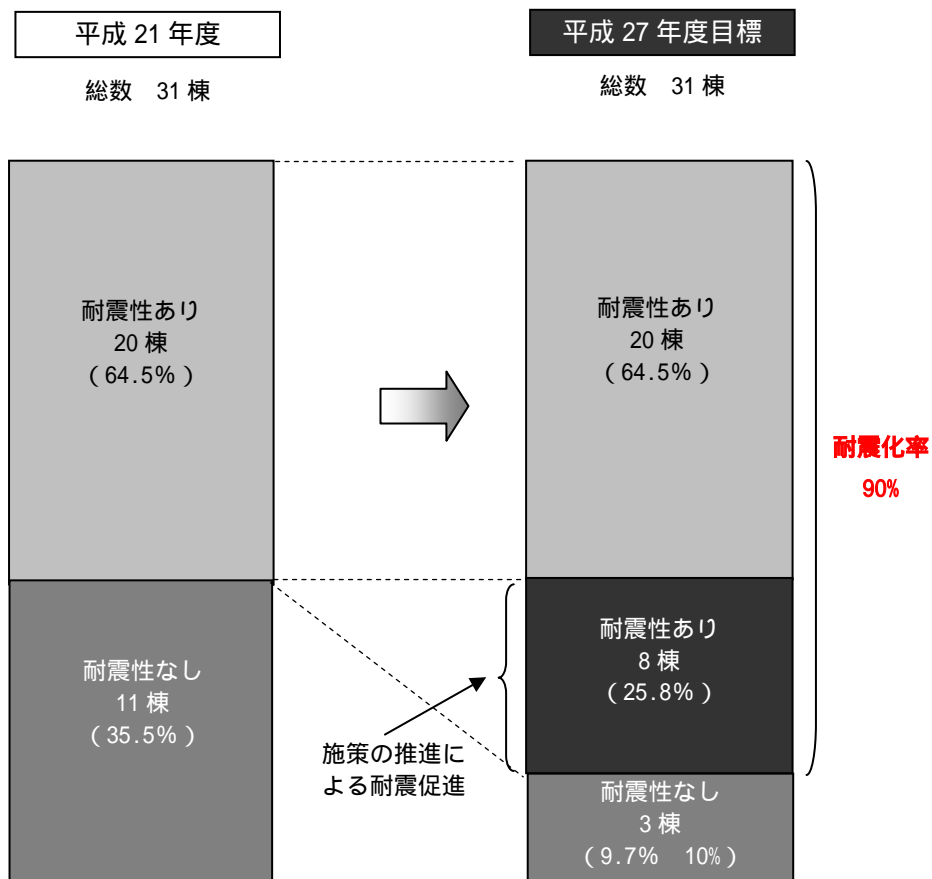 平成 21 年度
総数　31 棟
平成 27 年度目標
総数　31 棟
耐震性あり
20 棟
（64.5%）
耐震性なし
11 棟
（35.5%）
耐震性あり
20 棟
（64.5%）
耐震性あり
8 棟
（25.8%）
耐震性なし
3 棟
（9.7%　10%）
施策の推進に
よる耐震促進
耐震化率
90%